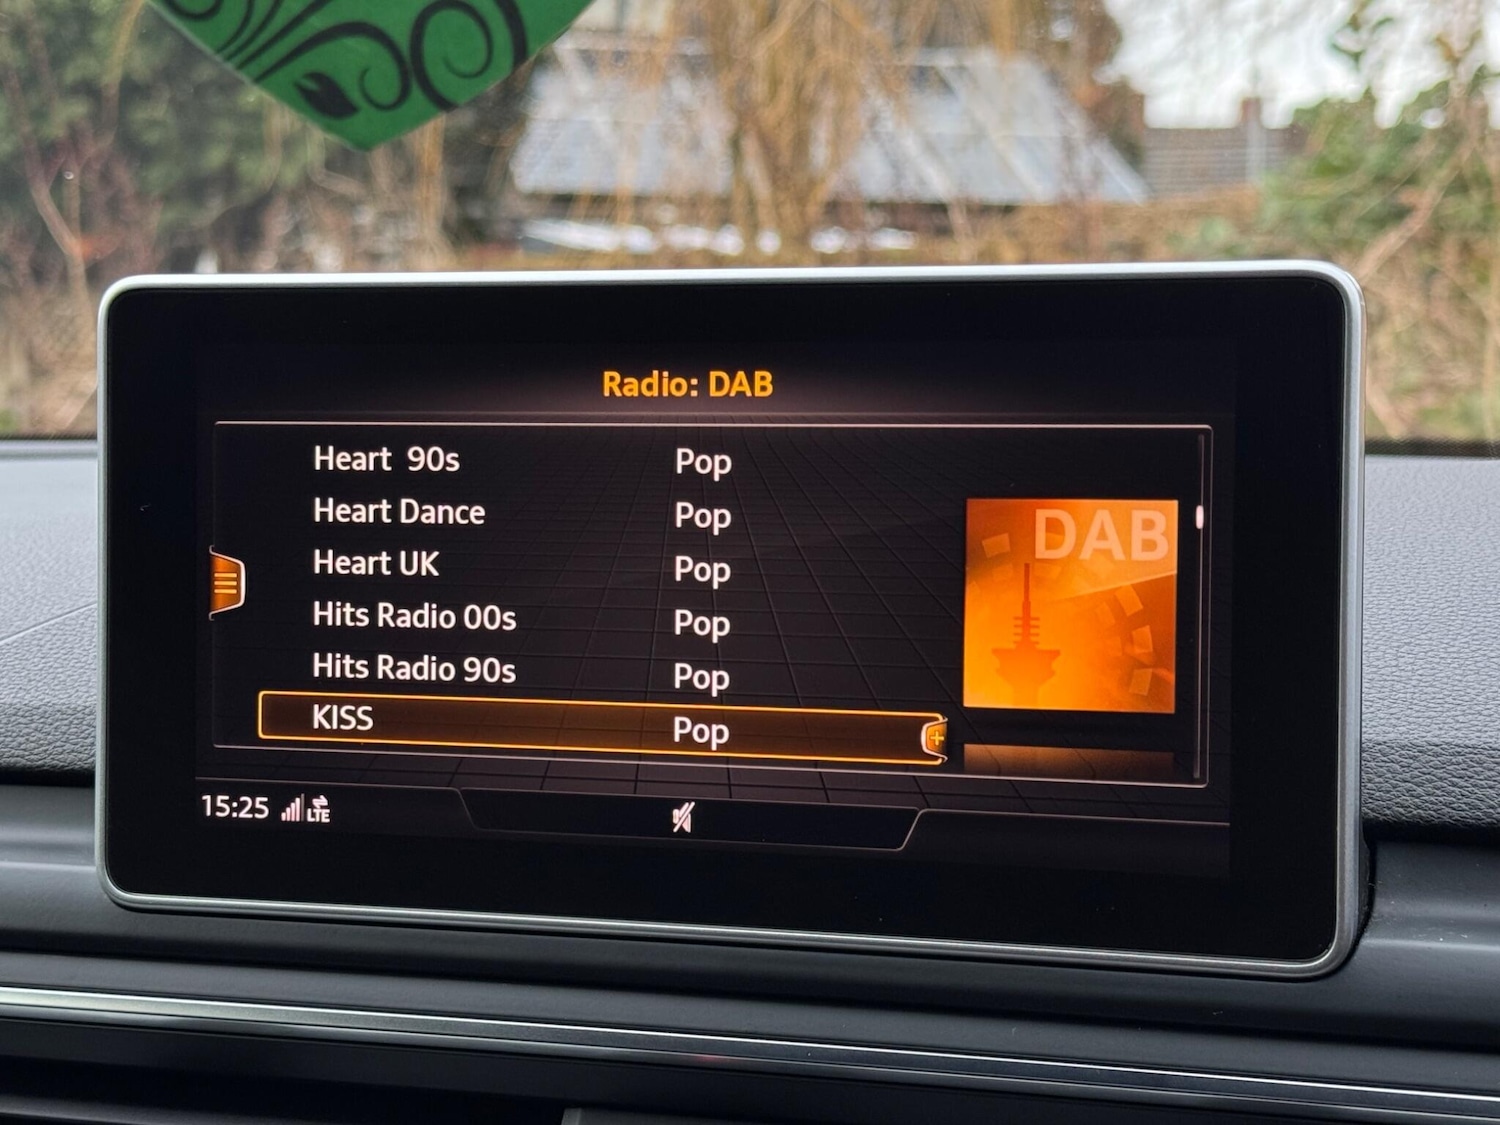 Radio: DAB
Heart 90s Pop
Heart Dance Pop
Heart UK Pop
Hits Radio 00s Pop
Hits Radio 90s Pop
KISS Pop
DAB
15:25 LTE